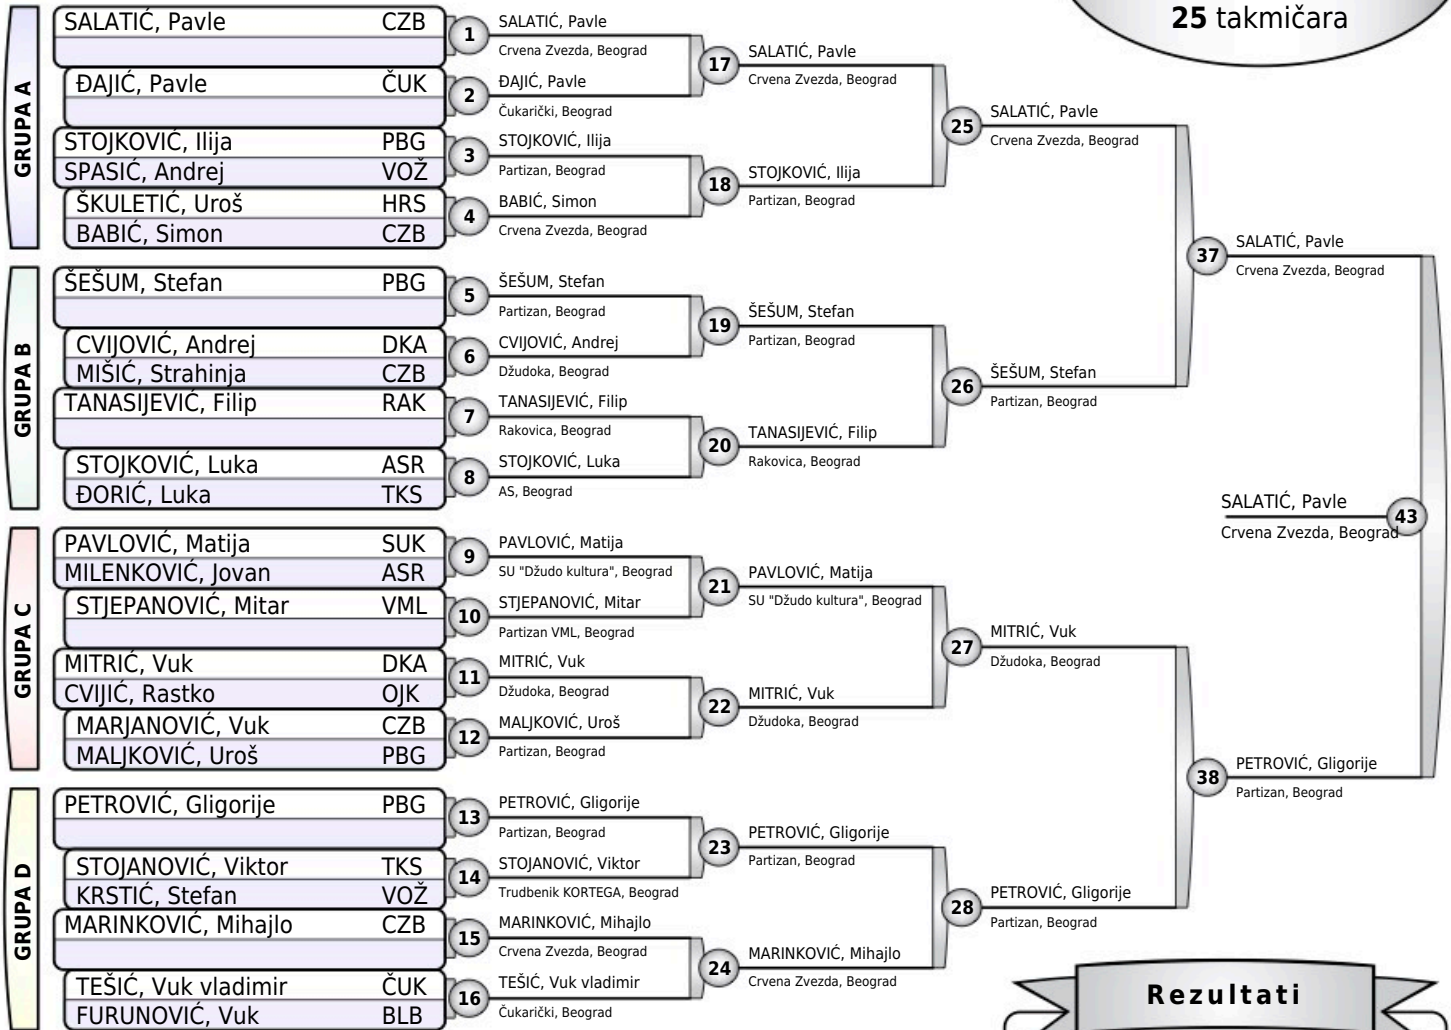 25 takmičara
GRUPA A
SALATIĆ, Pavle CZB
ĐAJIĆ, Pavle ČUK
STOJKOVIĆ, Ilija PBG
SPASIĆ, Andrej VOŽ
ŠKULETIĆ, Uroš HRS
BABIĆ, Simon CZB
GRUPA B
ŠEŠUM, Stefan PBG
CVIJOVIĆ, Andrej DKA
MIŠIĆ, Strahinja CZB
TANASIJEVIĆ, Filip RAK
STOJKOVIĆ, Luka ASR
ĐORIĆ, Luka TKS
GRUPA C
PAVLOVIĆ, Matija SUK
MILENKOVIĆ, Jovan ASR
STJEPANOVIĆ, Mitar VML
MITRIĆ, Vuk DKA
CVIJIĆ, Rastko OJK
MARJANOVIĆ, Vuk CZB
MALJKOVIĆ, Uroš PBG
GRUPA D
PETROVIĆ, Gligorije PBG
STOJANOVIĆ, Viktor TKS
KRSTIĆ, Stefan VOŽ
MARINKOVIĆ, Mihajlo CZB
TEŠIĆ, Vuk vladimir ČUK
FURUNOVIĆ, Vuk BLB
1
SALATIĆ, Pavle
Crvena Zvezda, Beograd
2
ĐAJIĆ, Pavle
Čukarički, Beograd
3
STOJKOVIĆ, Ilija
Partizan, Beograd
4
BABIĆ, Simon
Crvena Zvezda, Beograd
5
ŠEŠUM, Stefan
Partizan, Beograd
6
CVIJOVIĆ, Andrej
Džudoka, Beograd
7
TANASIJEVIĆ, Filip
Rakovica, Beograd
8
STOJKOVIĆ, Luka
AS, Beograd
9
PAVLOVIĆ, Matija
SU "Džudo kultura", Beograd
10
STJEPANOVIĆ, Mitar
Partizan VML, Beograd
11
MITRIĆ, Vuk
Džudoka, Beograd
12
MALJKOVIĆ, Uroš
Partizan, Beograd
13
PETROVIĆ, Gligorije
Partizan, Beograd
14
STOJANOVIĆ, Viktor
Trudbenik KORTEGA, Beograd
15
MARINKOVIĆ, Mihajlo
Crvena Zvezda, Beograd
16
TEŠIĆ, Vuk vladimir
Čukarički, Beograd
17
SALATIĆ, Pavle
Crvena Zvezda, Beograd
18
STOJKOVIĆ, Ilija
Partizan, Beograd
19
ŠEŠUM, Stefan
Partizan, Beograd
20
TANASIJEVIĆ, Filip
Rakovica, Beograd
21
PAVLOVIĆ, Matija
SU "Džudo kultura", Beograd
22
MITRIĆ, Vuk
Džudoka, Beograd
23
PETROVIĆ, Gligorije
Partizan, Beograd
24
MARINKOVIĆ, Mihajlo
Crvena Zvezda, Beograd
25
SALATIĆ, Pavle
Crvena Zvezda, Beograd
26
ŠEŠUM, Stefan
Partizan, Beograd
27
MITRIĆ, Vuk
Džudoka, Beograd
28
PETROVIĆ, Gligorije
Partizan, Beograd
37
SALATIĆ, Pavle
Crvena Zvezda, Beograd
38
PETROVIĆ, Gligorije
Partizan, Beograd
SALATIĆ, Pavle
43
Crvena Zvezda, Beograd
Rezultati